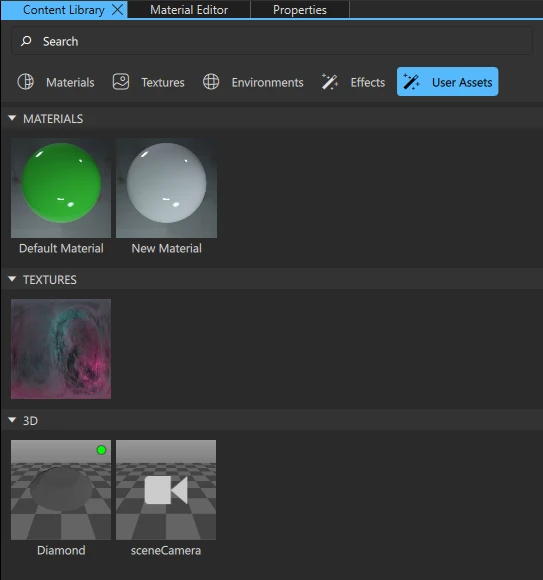 Content Library Material Editor Properties
Search
Materials Textures Environments Effects User Assets
MATERIALS
Default Material New Material
TEXTURES
3D
Diamond sceneCamera